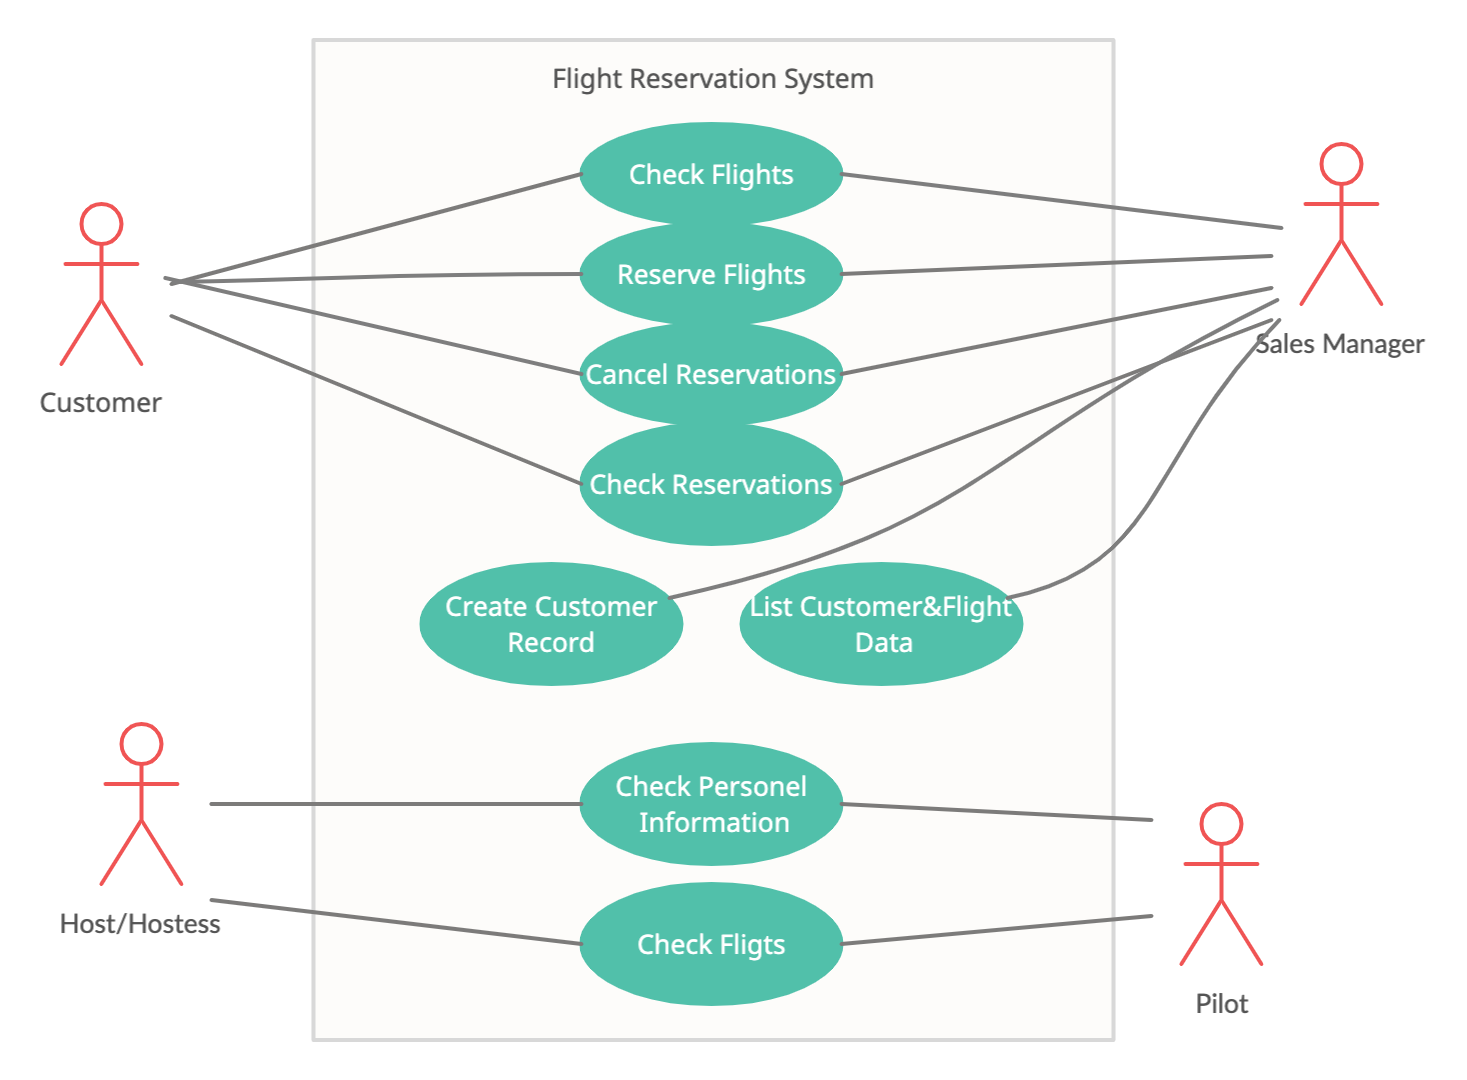 Flight Reservation System
Check Flights
Reserve Flights
Cancel Reservations
Check Reservations
Customer
Sales Manager
Create Customer
Record
List Customer&Flight
Data
Check Personel
Information
Host/Hostess
Check Fligts
Pilot